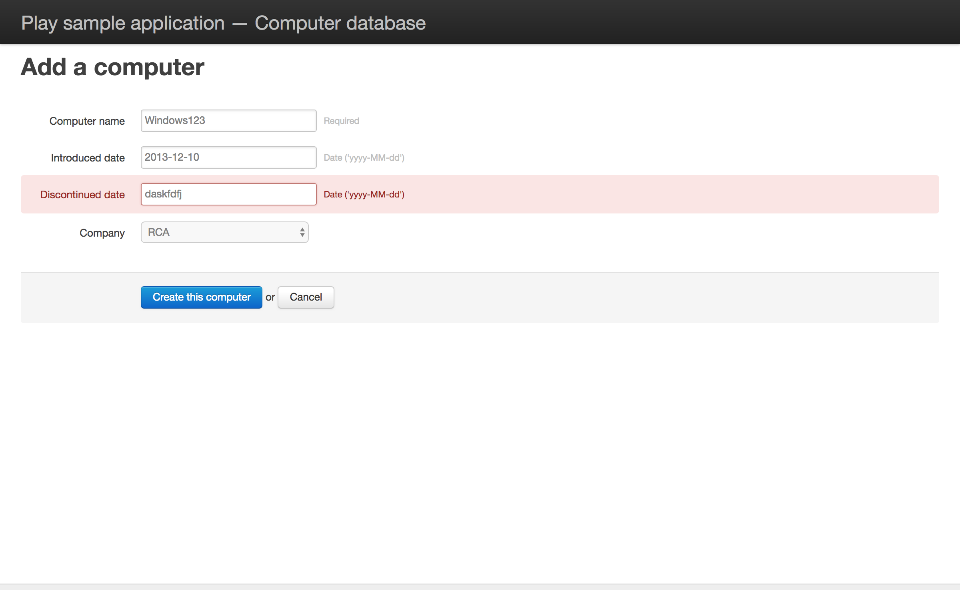 Play sample application — Computer database
Add a computer
Computer name Windows123 Required
Introduced date 2013-12-10 Date ('yyyy-MM-dd')
Discontinued date daskfdfj Date ('yyyy-MM-dd')
Company RCA
Create this computer or Cancel